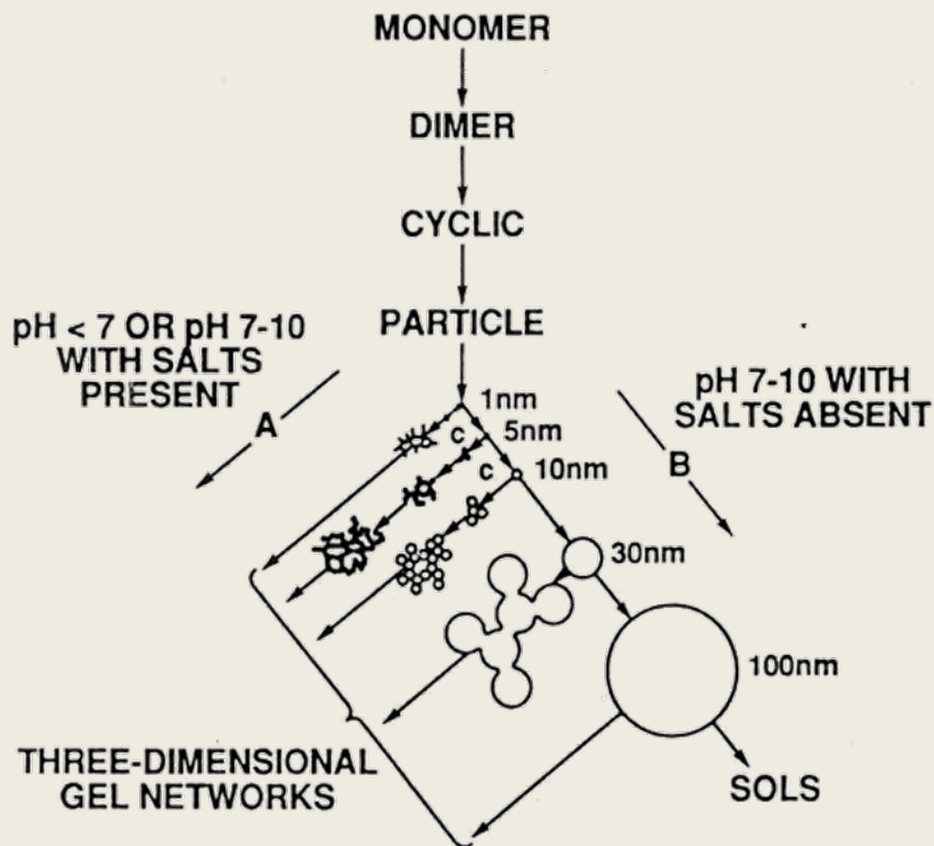 MONOMER
DIMER
CYCLIC
PARTICLE
pH < 7 OR pH 7-10
WITH SALTS
PRESENT
A
pH 7-10 WITH
SALTS ABSENT
B
1nm
C
5nm
C
10nm
30nm
100nm
THREE-DIMENSIONAL
GEL NETWORKS
SOLS